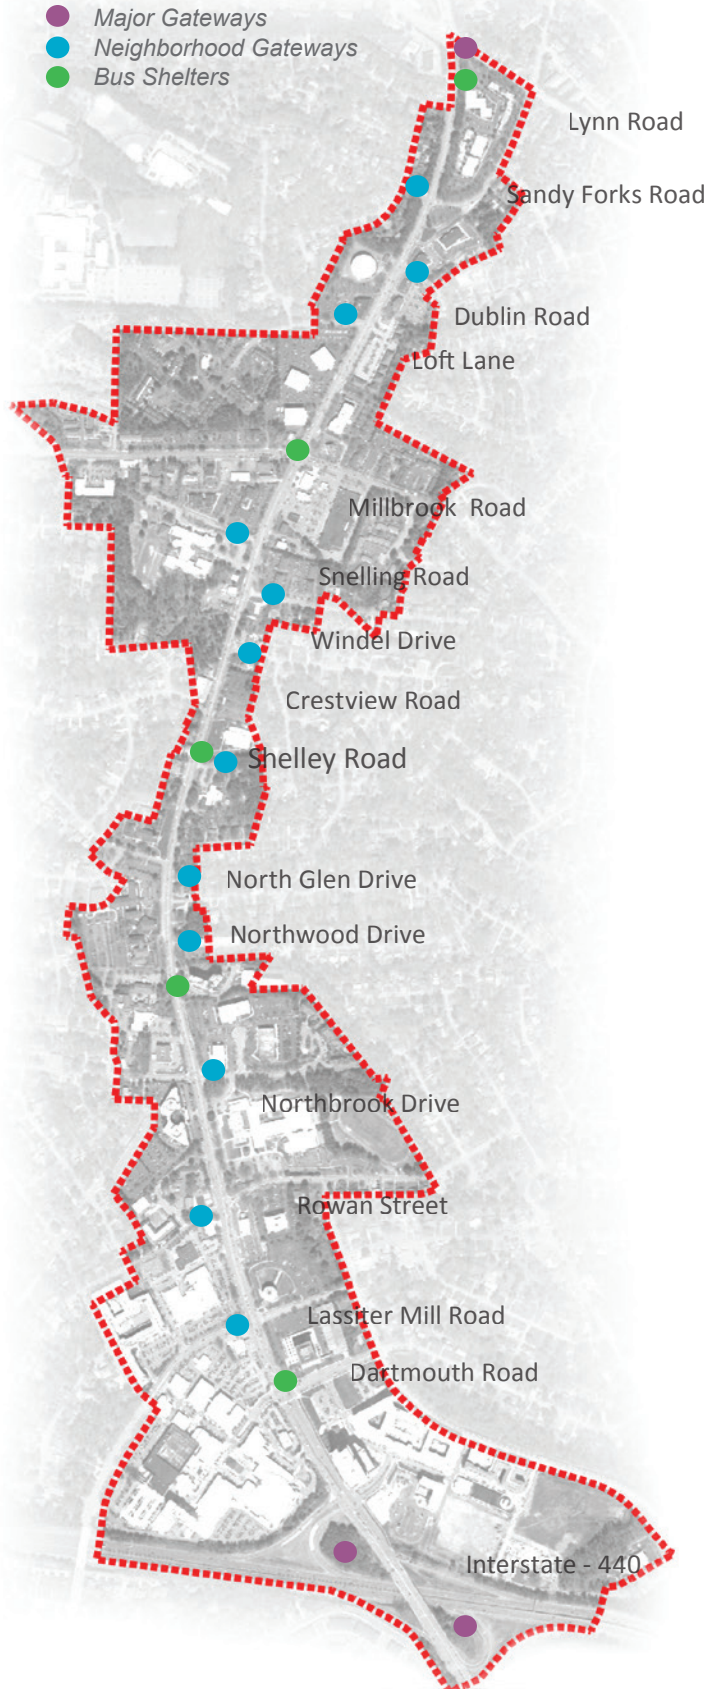 Major Gateways
Neighborhood Gateways
Bus Shelters
Lynn Road
Sandy Forks Road
Dublin Road
Loft Lane
Millbrook Road
Snelling Road
Windel Drive
Crestview Road
Shelley Road
North Glen Drive
Northwood Drive
Northbrook Drive
Rowan Street
Lassiter Mill Road
Dartmouth Road
Interstate - 440